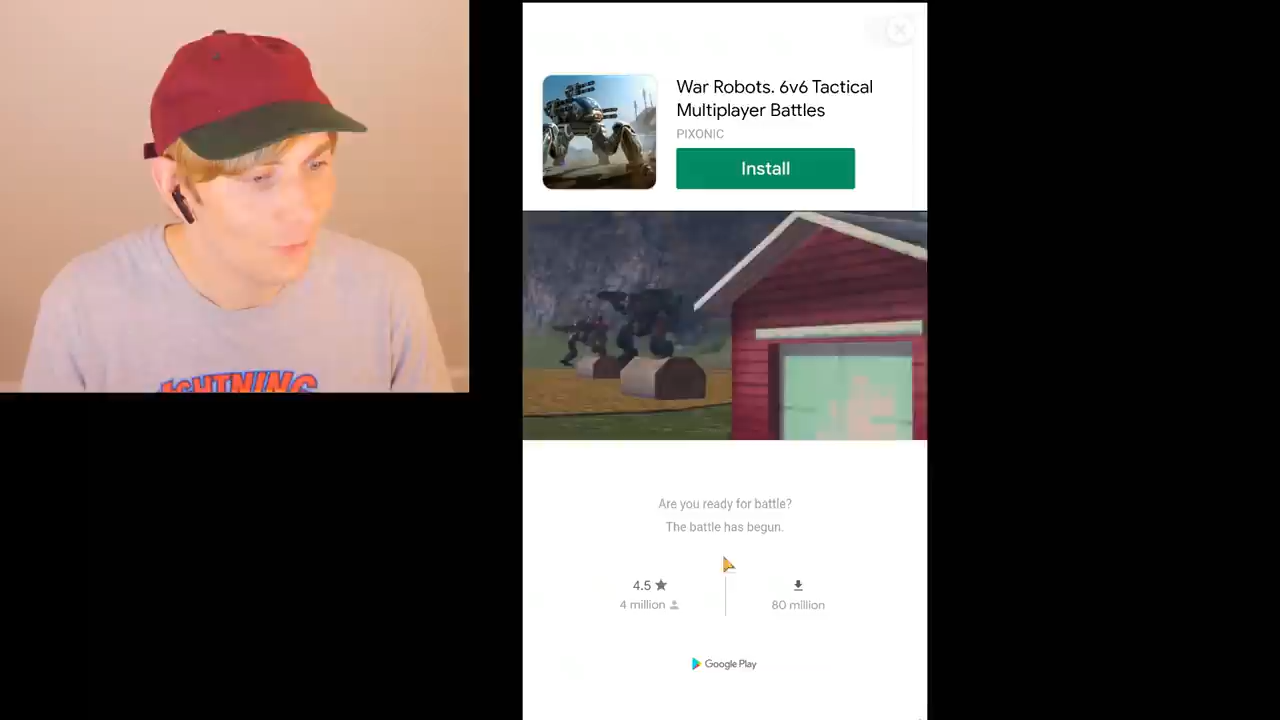 War Robots. 6v6 Tactical
Multiplayer Battles
PIXONIC
Install
LIGHTNING
Are you ready for battle?
The battle has begun.
4.5
4 million
80 million
Google Play